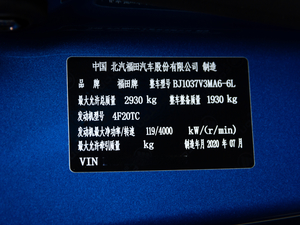 中国 北汽福田汽车股份有限公司 制造
品 牌 福田牌 整车型号 BJ1037V3MA6-6L
最大允许总质量 2930 kg 整车整备质量 1930 kg
发动机型号 4F20TC
发动机最大净功率/转速 119/4000 kW/(r/min)
最大允许牵引质量 kg 制造年月 2020 年 07 月
VIN